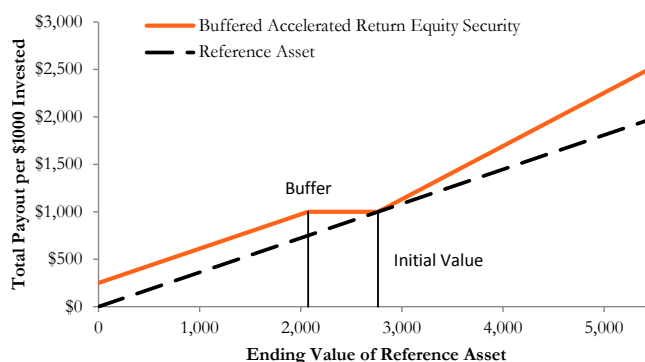 $3,000
$2,500
$2,000
$1,500
$1,000
$500
$0
Total Payout per $1000 Invested
Buffered Accelerated Return Equity Security
Reference Asset
Buffer
Initial Value
0
1,000
2,000
3,000
4,000
5,000
Ending Value of Reference Asset